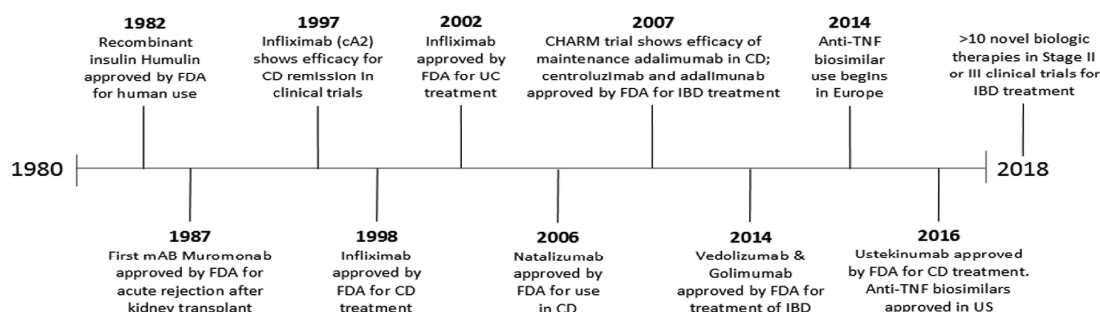 1982
Recombinant
insulin Humulin
approved by FDA
for human use
1997
Infliximab (cA2)
shows efficacy for
CD remission in
clinical trials
2002
Infliximab
approved by
FDA for UC
treatment
2007
CHARM trial shows efficacy of
maintenance adalimumab in CD;
centroluzimab and adalimunab
approved by FDA for IBD treatment
2014
Anti-TNF
biosimilar
use begins
in Europe
>10 novel biologic
therapies in Stage II
or III clinical trials for
IBD treatment
1980
2018
1987
First mAB Muromonab
approved by FDA for
acute rejection after
kidney transplant
1998
Infliximab
approved by
FDA for CD
treatment
2006
Natalizumab
approved by
FDA for use
in CD
2014
Vedolizumab &
Golimumab
approved by FDA for
treatment of IBD
2016
Ustekinumab approved
by FDA for CD treatment.
Anti-TNF biosimilars
approved in US